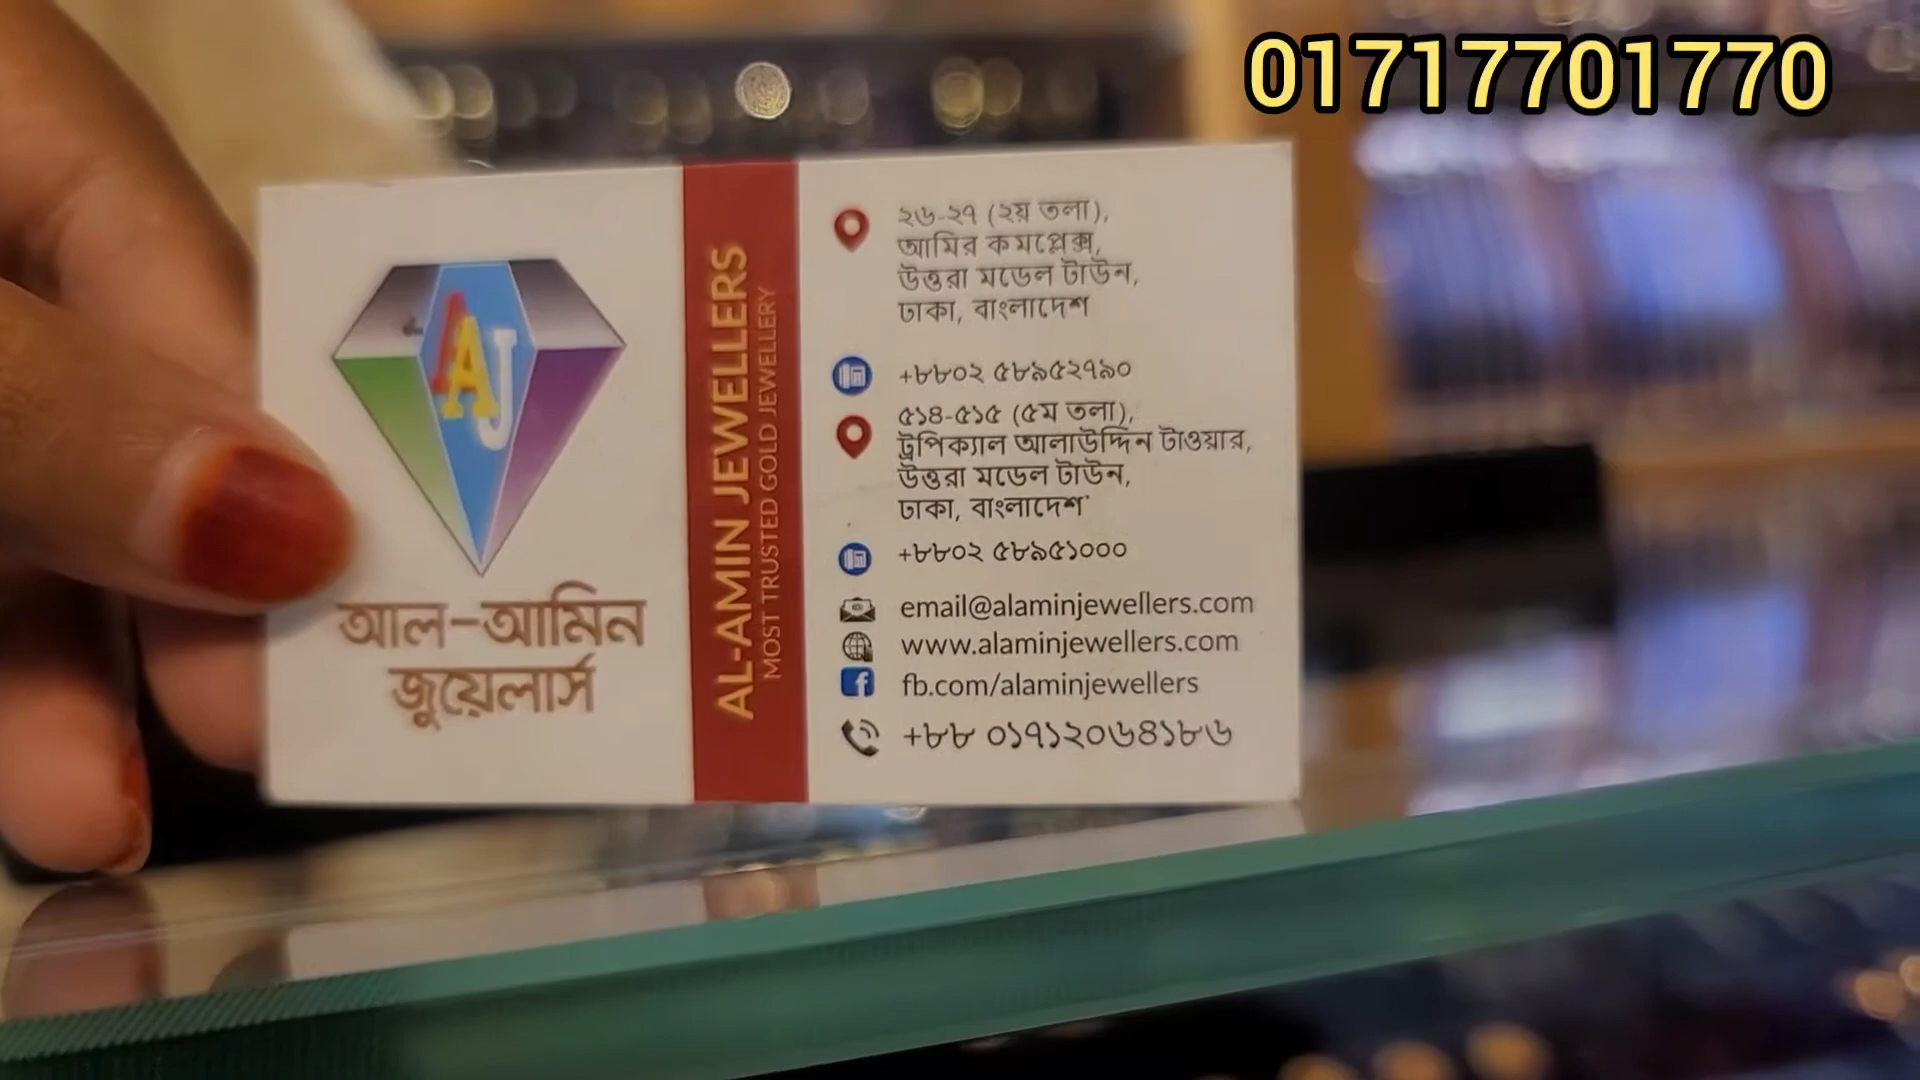 01717701770
AAJ
আল-আমিন
জুয়েলার্স
AL-AMIN JEWELLERS
MOST TRUSTED GOLD JEWELLERY
২৬-২৭ (২য় তলা),
আমির কমপ্লেক্স,
উত্তরা মডেল টাউন,
ঢাকা, বাংলাদেশ
+৮৮০২ ৫৮৯৫২৭৯০
৫১৪-৫১৫ (৫ম তলা),
ট্রপিক্যাল আলাউদ্দিন টাওয়ার,
উত্তরা মডেল টাউন,
ঢাকা, বাংলাদেশ
+৮৮০২ ৫৮৯৫১০০০
email@alaminjewellers.com
www.alaminjewellers.com
fb.com/alaminjewellers
+৮৮ ০১৭১২০৬৪১৮৬